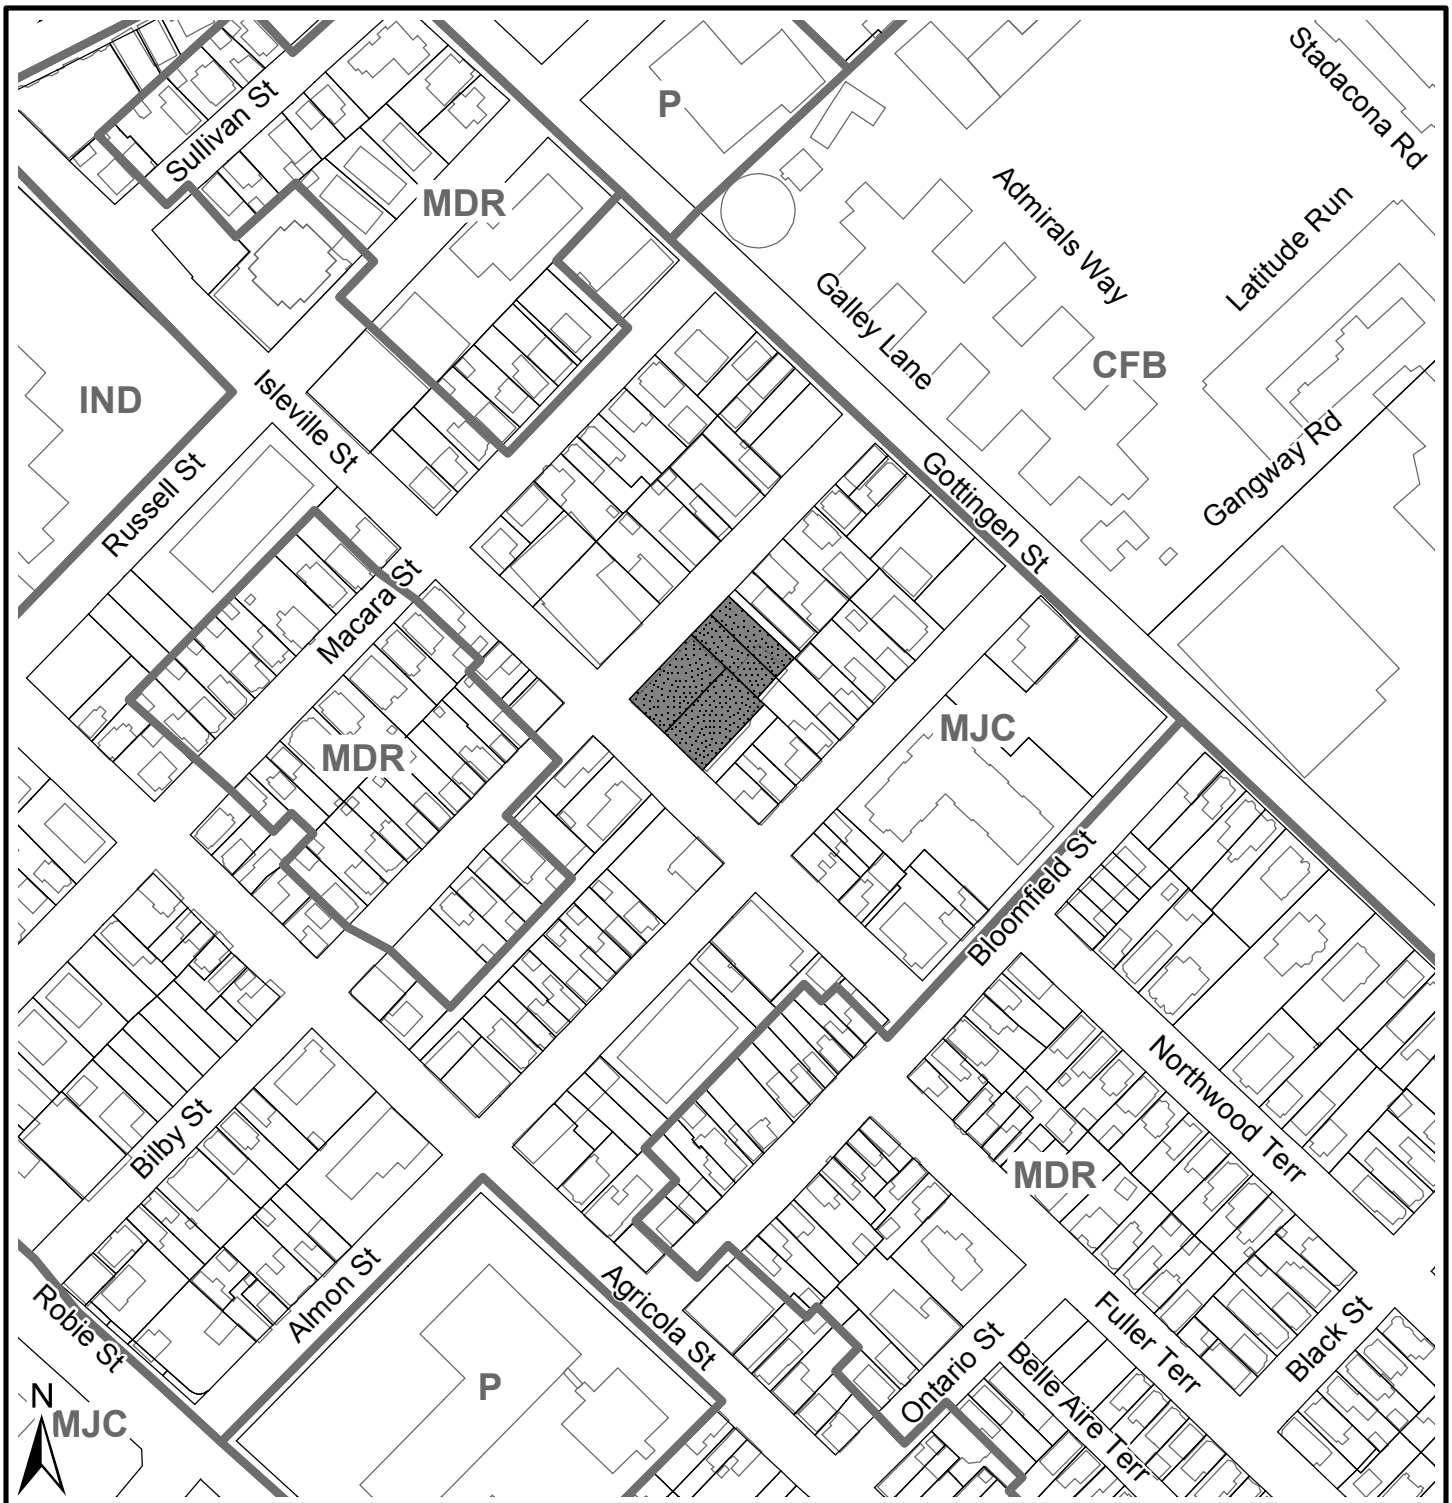 Stadacona Rd
P
Sullivan St
MDR
Admirals Way
Latitude Run
Galley Lane
CFB
IND
Isleville St
Gangway Rd
Russell St
Gottingen St
Macara St
MJC
MDR
Bloomfield St
Northwood Terr
Bilby St
MDR
Almon St
Agricola St
Robie St
Fuller Terr
Black St
Ontario St
Belle Aire Terr
P
N
MJC